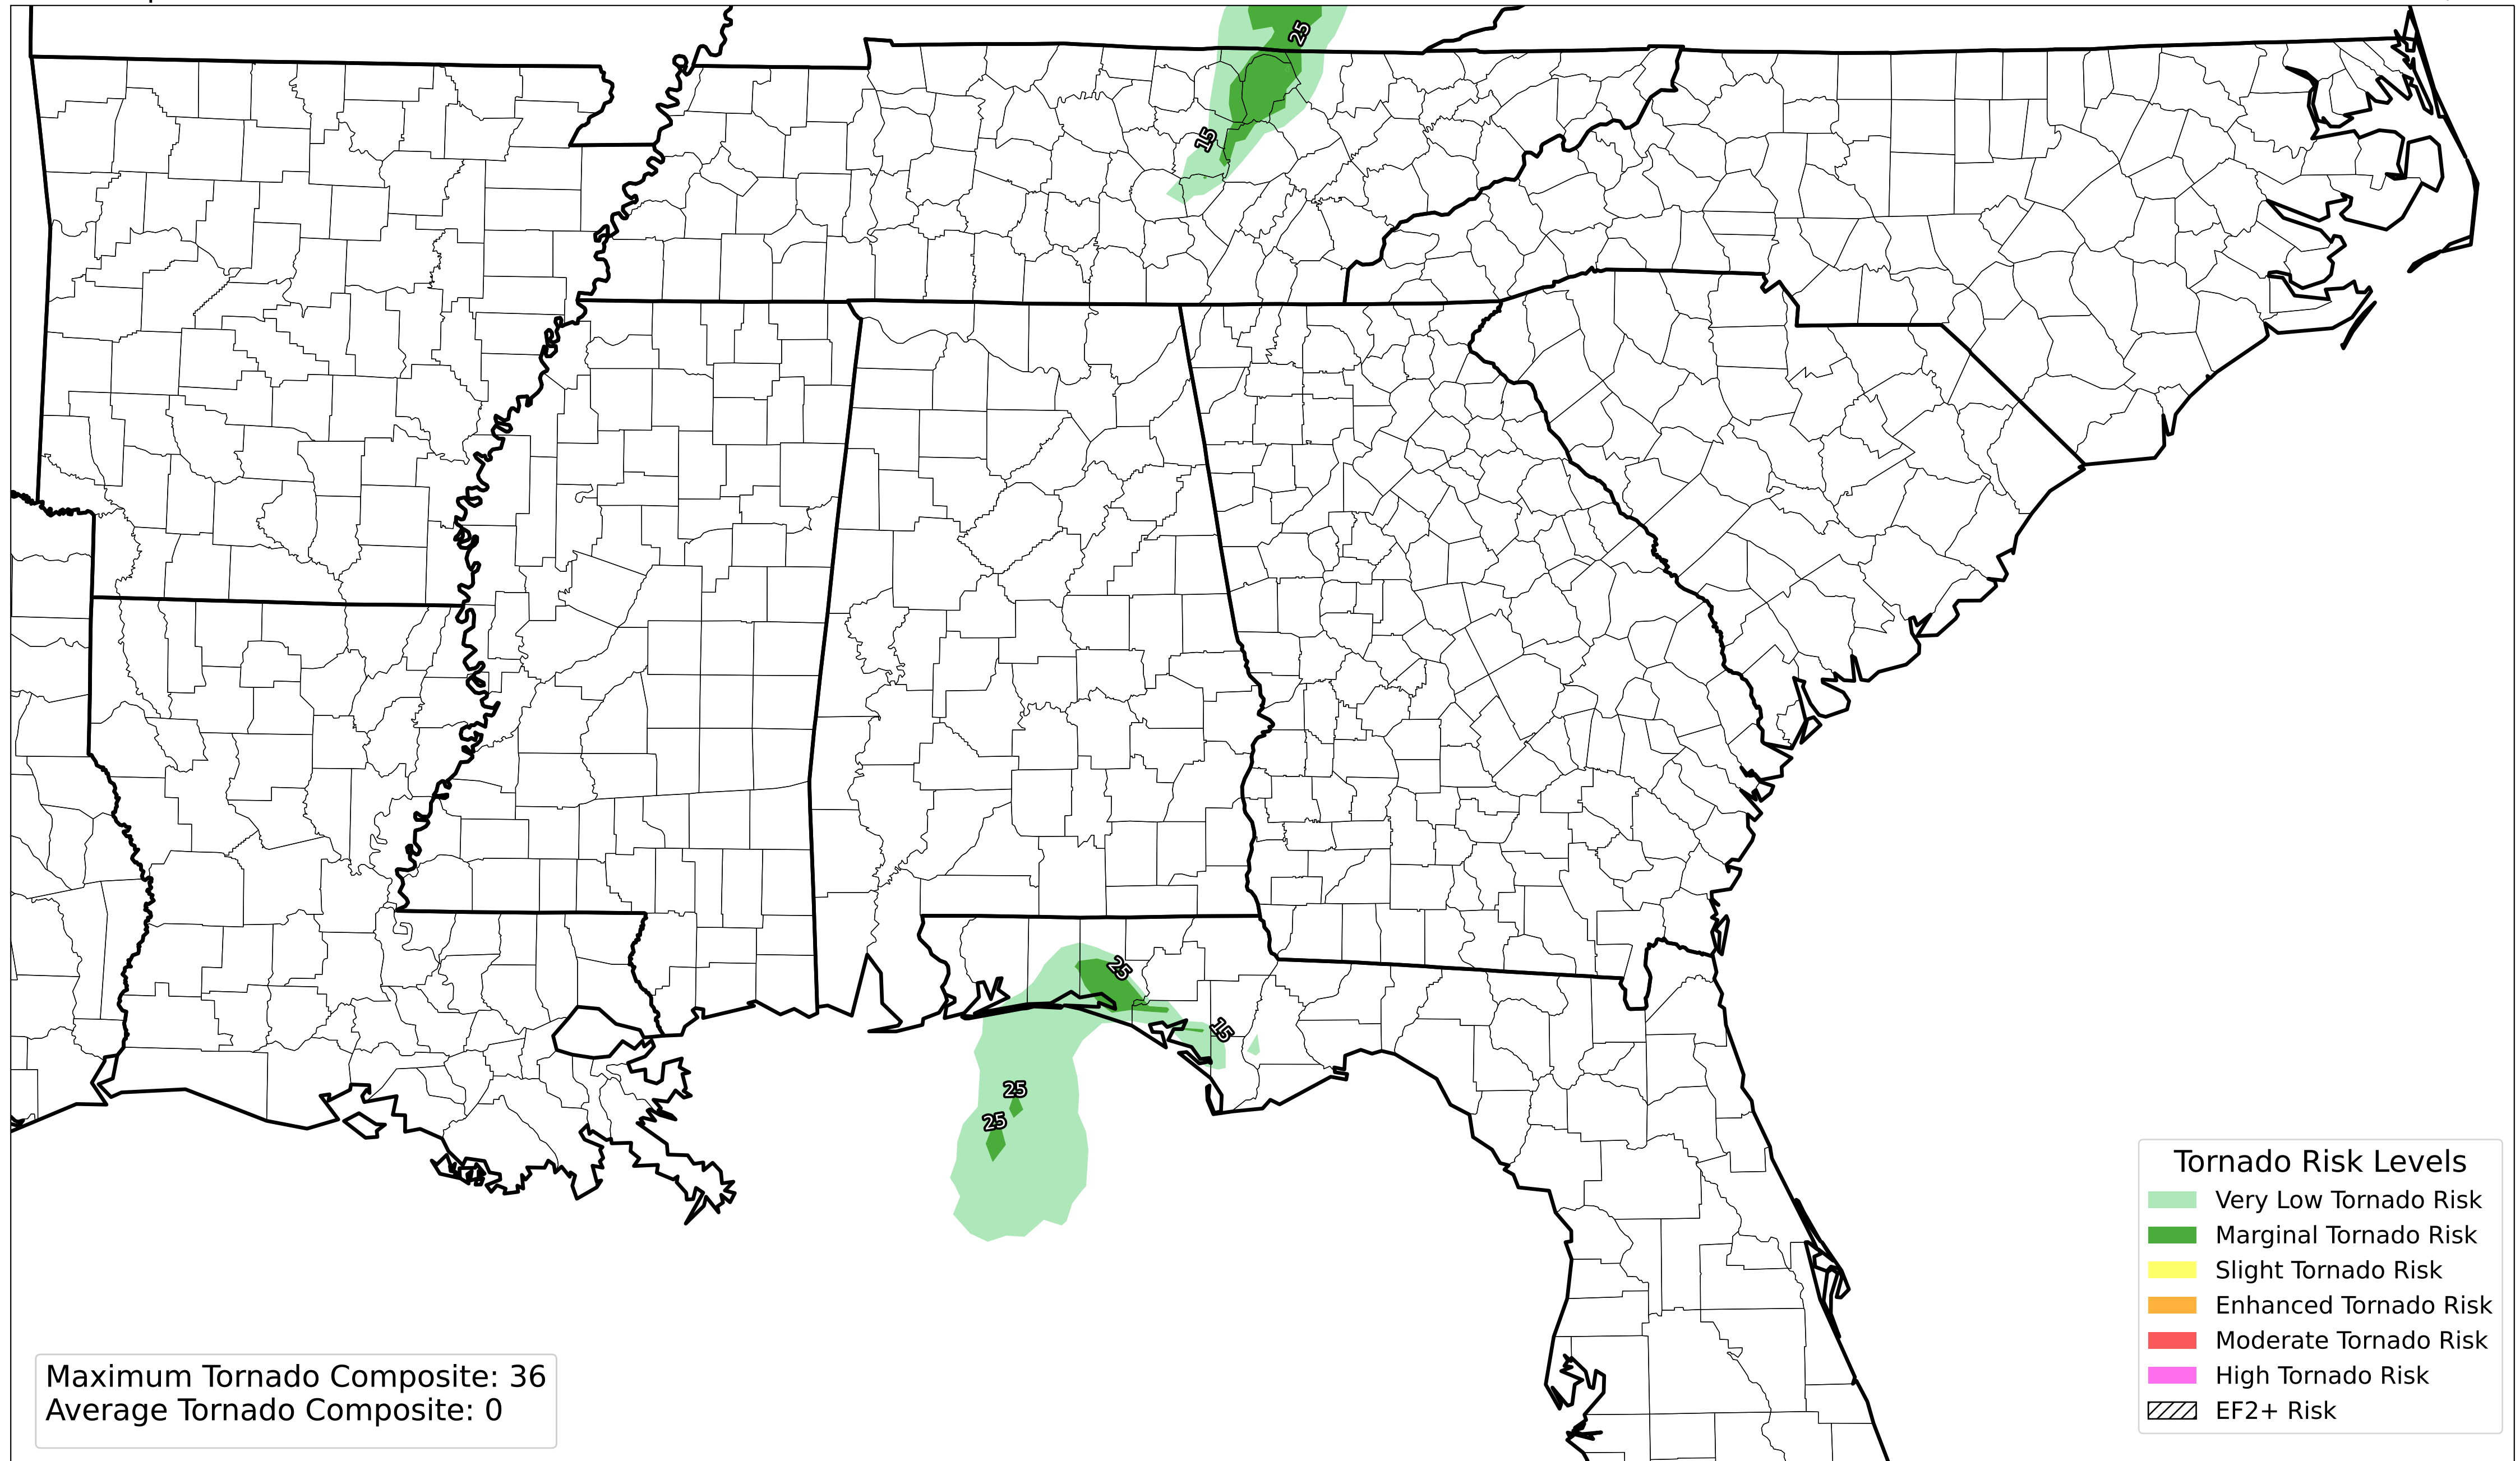 25
15
25
15
25
25
Tornado Risk Levels
Very Low Tornado Risk
Marginal Tornado Risk
Slight Tornado Risk
Enhanced Tornado Risk
Moderate Tornado Risk
High Tornado Risk
EF2+ Risk
Maximum Tornado Composite: 36
Average Tornado Composite: 0